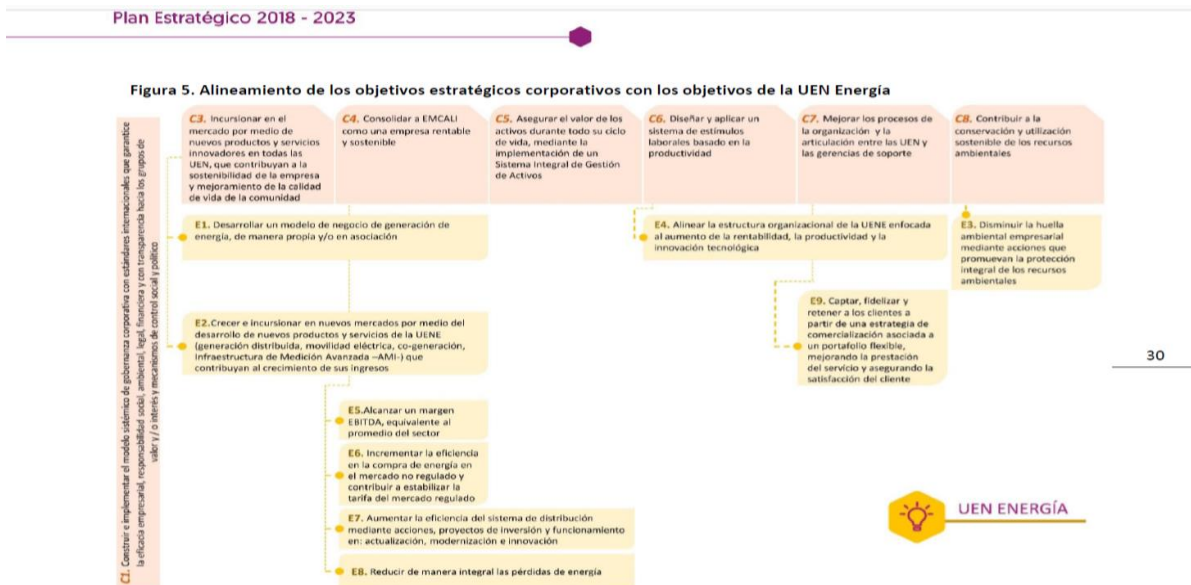 Plan Estratégico 2018 - 2023
Figura 5. Alineamiento de los objetivos estratégicos corporativos con los objetivos de la UEN Energía
C1. Construir e implementar el modelo sistémico de gobernanza corporativa con estándares internacionales que garantice
la eficacia empresarial, responsabilidad social, ambiental, legal, financiera y con transparencia hacia los grupos de
valor y / o interés y mecanismos de control social y político
C3. Incursionar en el
mercado por medio de
nuevos productos y servicios
innovadores en todas las
UEN, que contribuyan a la
sostenibilidad de la empresa
y mejoramiento de la calidad
de vida de la comunidad
C4. Consolidar a EMCALI
como una empresa rentable
y sostenible
C5. Asegurar el valor de los
activos durante todo su ciclo
de vida, mediante la
implementación de un
Sistema Integral de Gestión
de Activos
C6. Diseñar y aplicar un
sistema de estímulos
laborales basado en la
productividad
C7. Mejorar los procesos de
la organización y la
articulación entre las UEN y
las gerencias de soporte
C8. Contribuir a la
conservación y utilización
sostenible de los recursos
ambientales
E1. Desarrollar un modelo de negocio de generación de
energía, de manera propia y/o en asociación
E4. Alinear la estructura organizacional de la UENE enfocada
al aumento de la rentabilidad, la productividad y la
innovación tecnológica
E3. Disminuir la huella
ambiental empresarial
mediante acciones que
promuevan la protección
integral de los recursos
ambientales
E2.Crecer e incursionar en nuevos mercados por medio del
desarrollo de nuevos productos y servicios de la UENE
(generación distribuida, movilidad eléctrica, co-generación,
Infraestructura de Medición Avanzada –AMI-) que
contribuyan al crecimiento de sus ingresos
E9. Captar, fidelizar y
retener a los clientes a
partir de una estrategia de
comercialización asociada a
un portafolio flexible,
mejorando la prestación
del servicio y asegurando la
satisfacción del cliente
30
E5.Alcanzar un margen
EBITDA, equivalente al
promedio del sector
E6. Incrementar la eficiencia
en la compra de energía en
el mercado no regulado y
contribuir a estabilizar la
tarifa del mercado regulado
E7. Aumentar la eficiencia del sistema de distribución
mediante acciones, proyectos de inversión y funcionamiento
en: actualización, modernización e innovación
E8. Reducir de manera integral las pérdidas de energía
UEN ENERGÍA